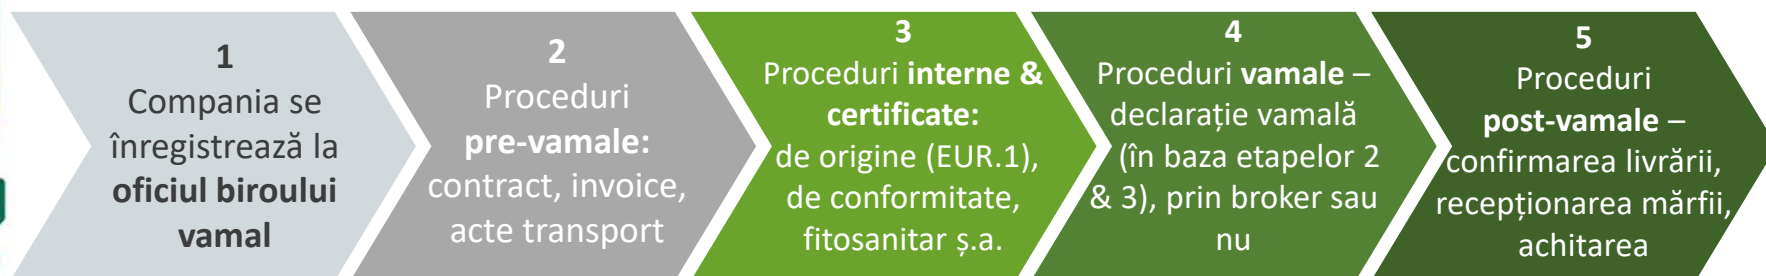 1
Compania se
înregistrează la
oficiul biroului
vamal
2
Proceduri
pre-vamale:
contract, invoice,
acte transport
3
Proceduri interne &
certificate:
de origine (EUR.1),
de conformitate,
fitosanitar ș.a.
4
Proceduri vamale –
declarație vamală
(în baza etapelor 2
& 3), prin broker sau
nu
5
Proceduri
post-vamale –
confirmarea livrării,
recepționarea mărfii,
achitarea